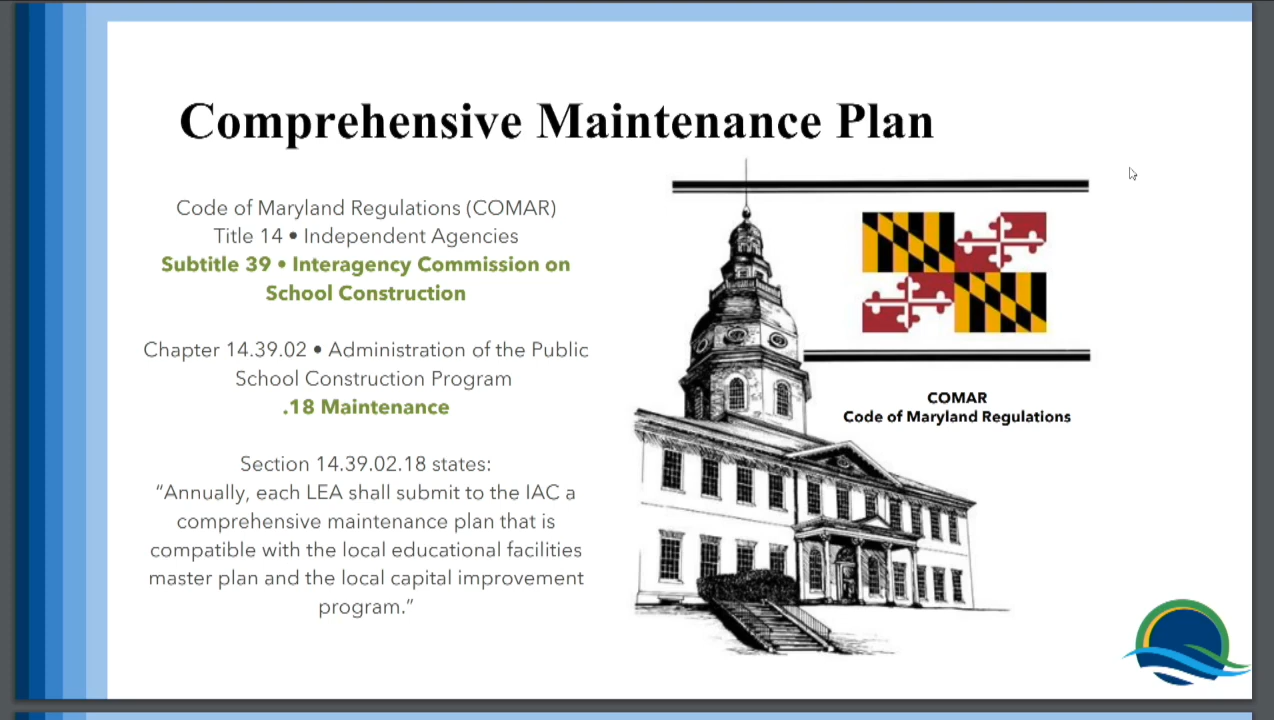 Comprehensive Maintenance Plan
Code of Maryland Regulations (COMAR)
Title 14 • Independent Agencies
Subtitle 39 • Interagency Commission on
School Construction
Chapter 14.39.02 • Administration of the Public
School Construction Program
.18 Maintenance
Section 14.39.02.18 states:
“Annually, each LEA shall submit to the IAC a
comprehensive maintenance plan that is
compatible with the local educational facilities
master plan and the local capital improvement
program.”
COMAR
Code of Maryland Regulations